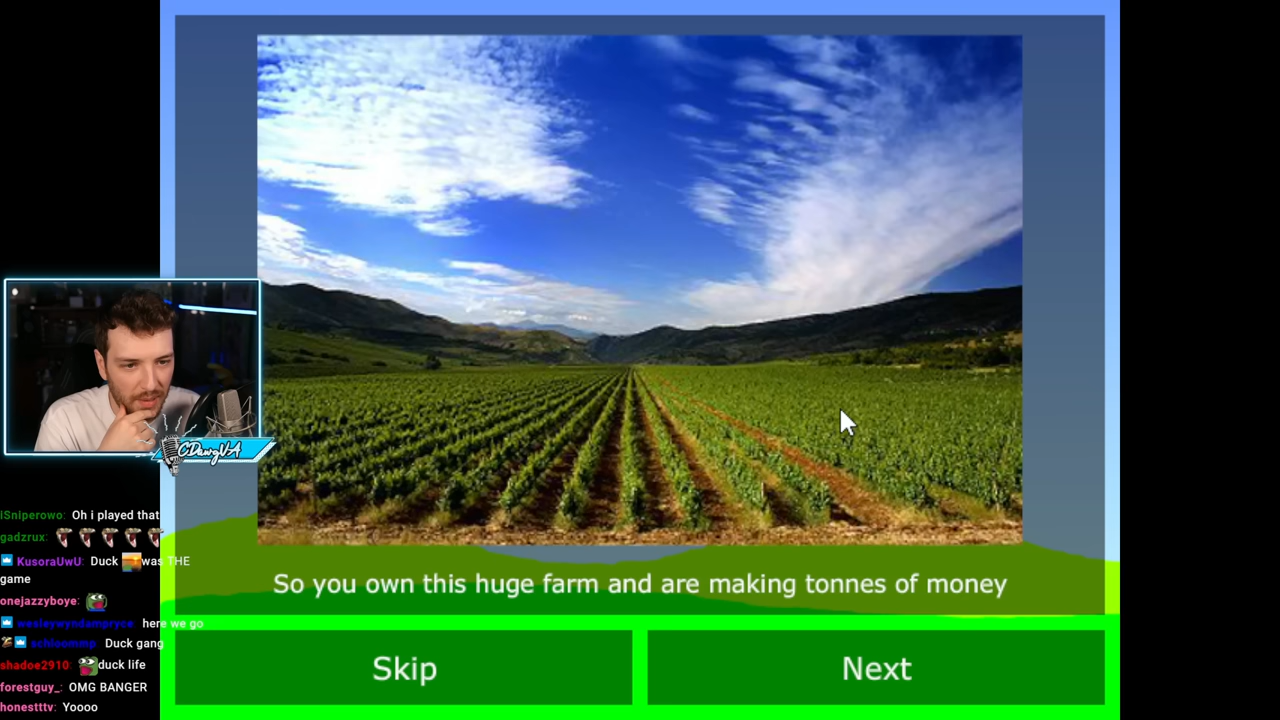 CDawgVA
iSniperowo: Oh i played that
gadzrux:
KusoraUwU: Duck was THE
game
onejazzyboye:
wesleywyndampryce: here we go
schloommp Duck gang
shadoe2910: duck life
forestguy_: OMG BANGER
honestttv: Yoooo
So you own this huge farm and are making tonnes of money
Skip
Next